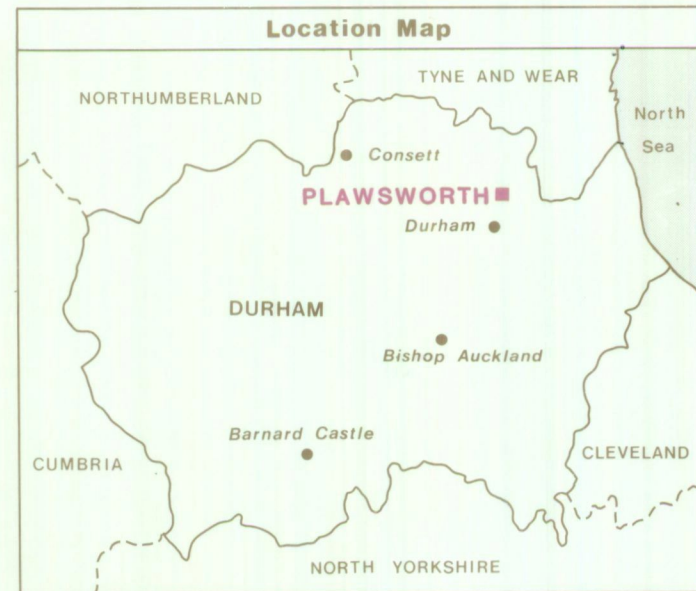 Location Map
TYNE AND WEAR
NORTHUMBERLAND
North
Sea
Consett
PLAWSWORTH
Durham
DURHAM
Bishop Auckland
Barnard Castle
CLEVELAND
CUMBRIA
NORTH YORKSHIRE